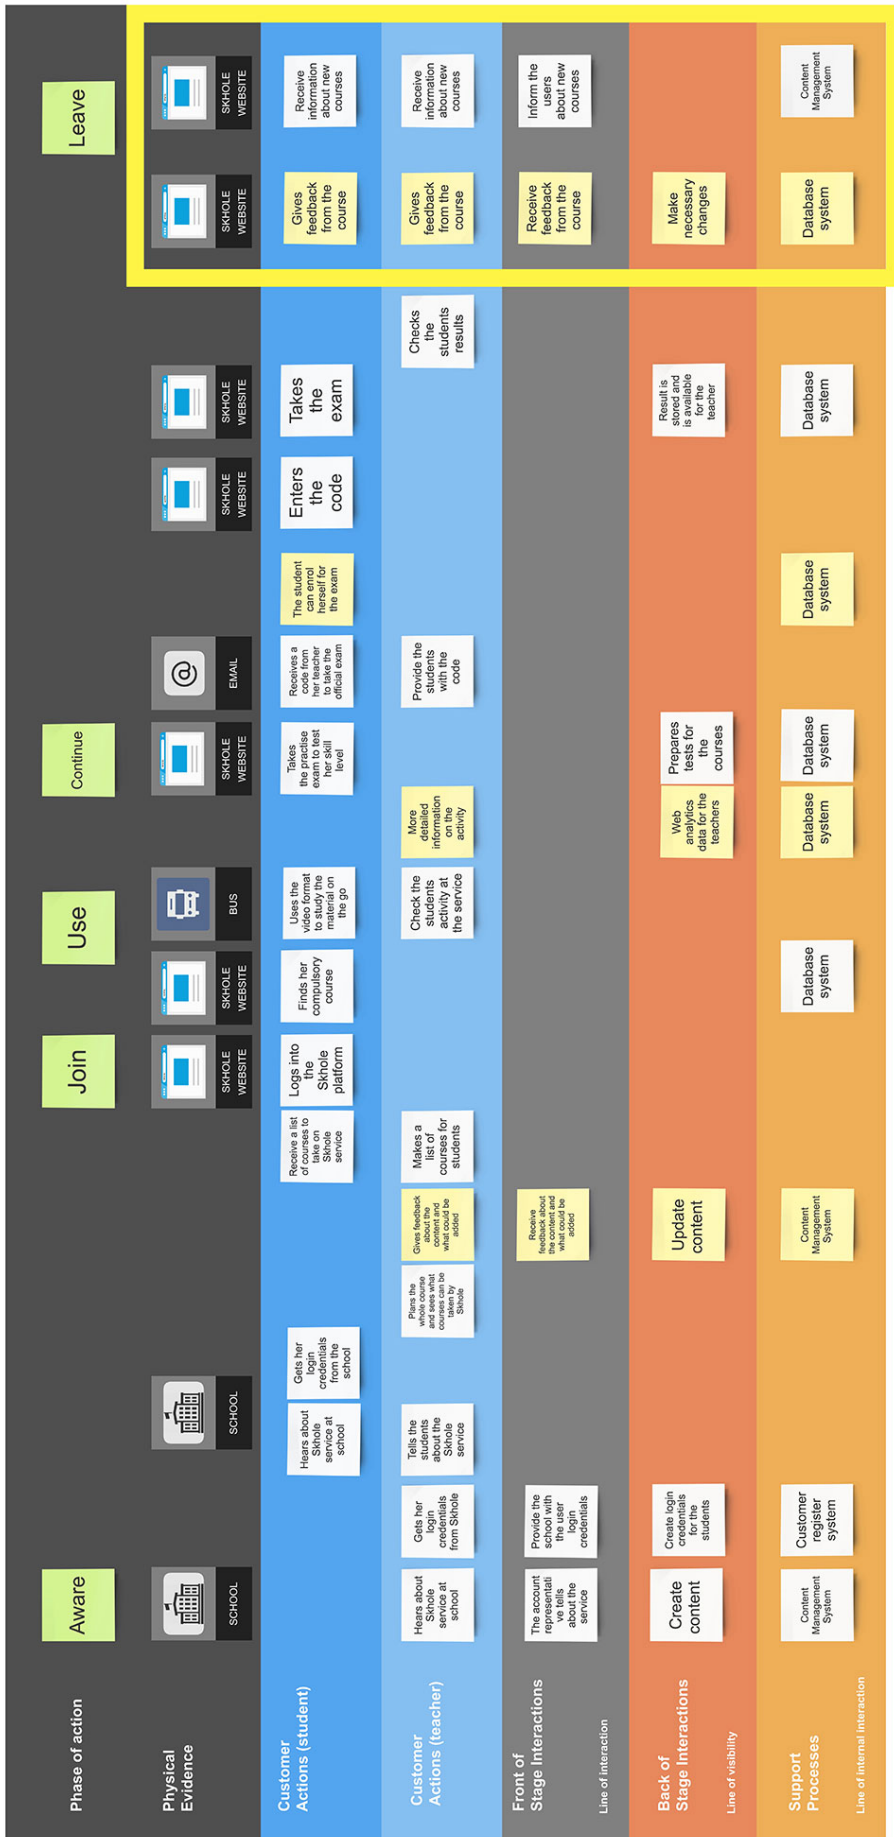 Phase of action
Aware
Join
Use
Continue
Leave
Physical
Evidence
SCHOOL
SCHOOL
SKHOLE
WEBSITE
SKHOLE
WEBSITE
BUS
SKHOLE
WEBSITE
@
EMAIL
SKHOLE
WEBSITE
SKHOLE
WEBSITE
SKHOLE
WEBSITE
SKHOLE
WEBSITE
Customer
Actions (student)
Hears about
Skhole
service at
school
Gets her
login
credentials
from the
school
Receive a list
of courses to
take on
Skhole
service
Logs into
the
Skhole
platform
Finds her
compulsory
course
Uses the
video format
to study the
material on
the go
Takes
the practise
exam to test
her skill
level
Receives a
code from
her teacher
to take the
official exam
The student
can enrol
herself for
the exam
Enters
the
code
Takes
the
exam
Gives
feedback
from the
course
Receive
information
about new
courses
Customer
Actions (teacher)
Hears about
Skhole
service at
school
Gets her
login
credentials
from Skhole
Tells the
students
about the
Skhole
service
Plans the
whole course
and sees what
courses can be
taken by
Skhole
Gives feedback
about the
content and
what could be
added
Makes a
list of
courses for
students
Check the
students
activity at
the service
More
detailed
information
on the
activity
Provide the
students
with the
code
Checks
the
students
results
Gives
feedback
from the
course
Receive
information
about new
courses
Front of
Stage Interactions
Line of interaction
The account
representati
ve tells
about the
service
Provide the
school with
the user
login
credentials
Receive
feedback about
the content and
what could be
added
Receive
feedback
from the
course
Inform the
users
about new
courses
Back of
Stage Interactions
Line of visibility
Create
content
Create login
credentials
for the
students
Update
content
Web
analytics
data for the
teachers
Prepares
tests for
the
courses
Result is
stored and
is available
for the
teacher
Make
necessary
changes
Support
Processes
Line of internal interaction
Content
Management
System
Customer
register
system
Content
Management
System
Database
system
Database
system
Database
system
Database
system
Database
system
Database
system
Content
Management
System